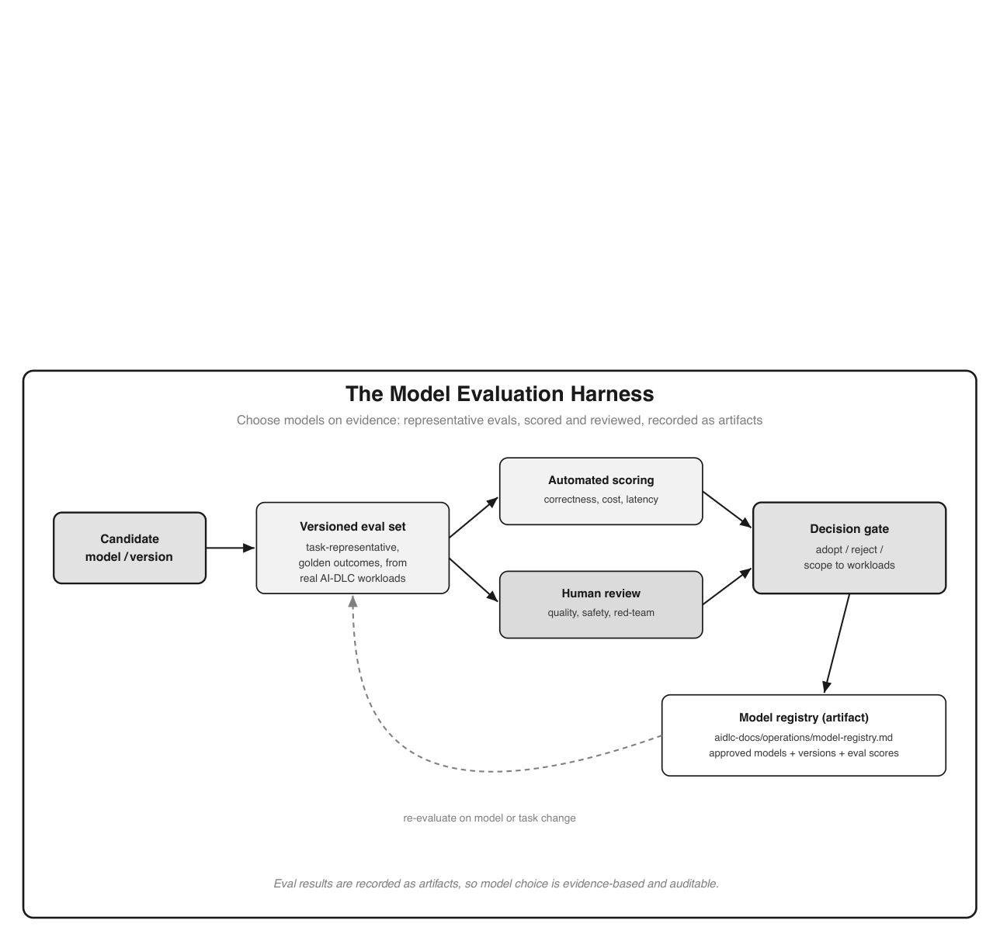 The Model Evaluation Harness
Choose models on evidence: representative evals, scored and reviewed, recorded as artifacts
Candidate
model / version
Versioned eval set
task-representative,
golden outcomes, from
real AI-DLC workloads
Automated scoring
correctness, cost, latency
Human review
quality, safety, red-team
Decision gate
adopt / reject /
scope to workloads
Model registry (artifact)
aidlc-docs/operations/model-registry.md
approved models + versions + eval scores
re-evaluate on model or task change
Eval results are recorded as artifacts, so model choice is evidence-based and auditable.